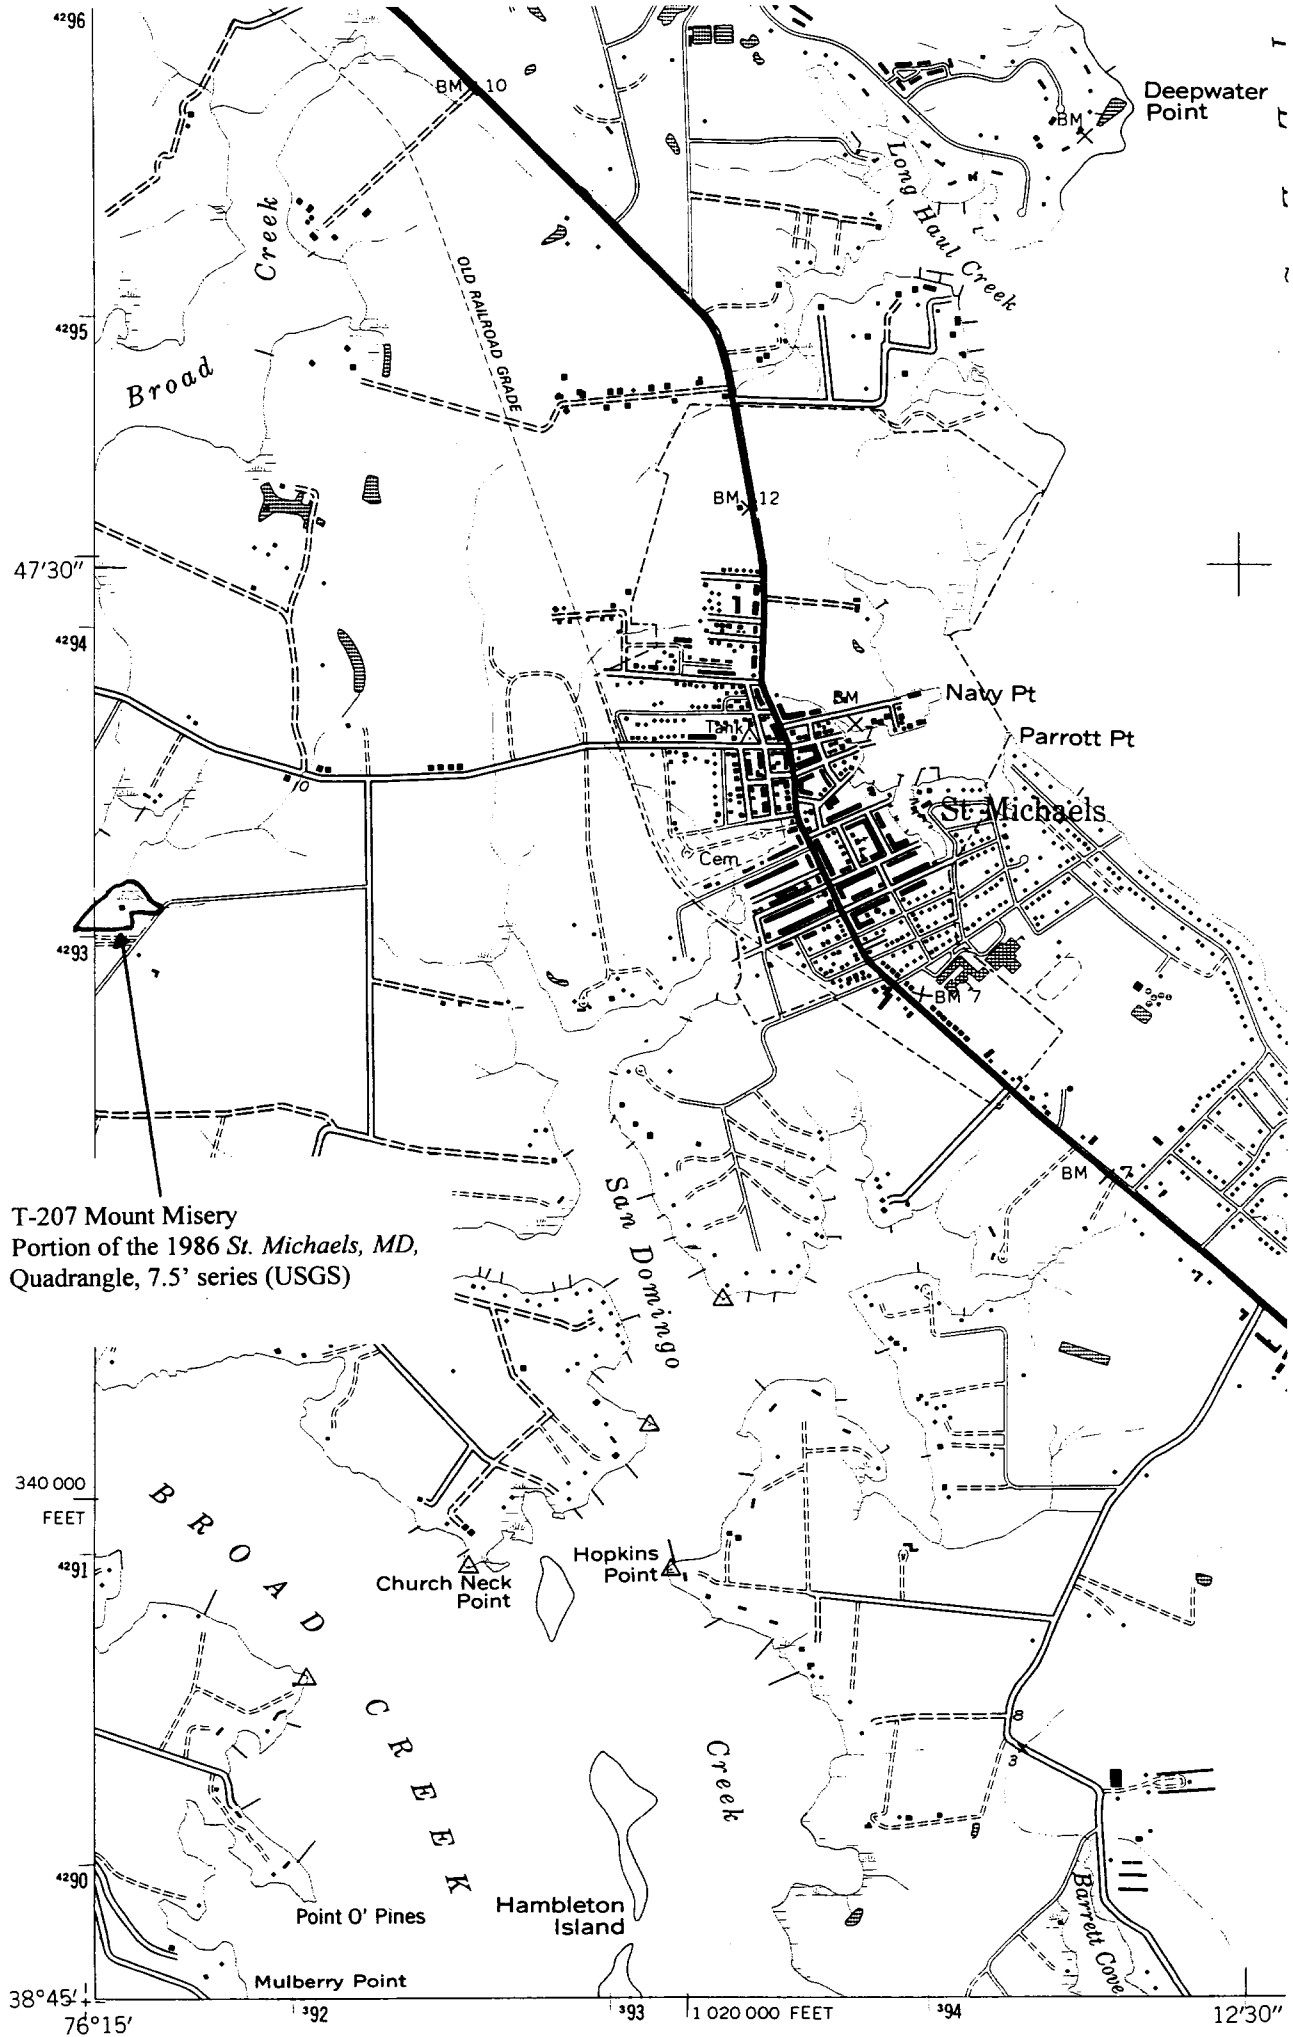 4296
BM 10
Deepwater
Point
BM
Long Haul Creek
Creek
OLD RAILROAD GRADE
4295
Broad
BM 12
47'30"
4294
BM
Navy Pt
Tank
Parrott Pt
10
St. Michaels
Cem
4293
BM 7
BM 7
San Domingo
T-207 Mount Misery
Portion of the 1986 St. Michaels, MD,
Quadrangle, 7.5' series (USGS)
340 000
FEET
BROAD
4291
Hopkins
Point
Church Neck
Point
CREEK
8
3
Creek
4290
Hambleton
Island
Barrett Cove
Point O' Pines
Mulberry Point
38°45'
76°15'
392
393
1 020 000 FEET
394
12'30"